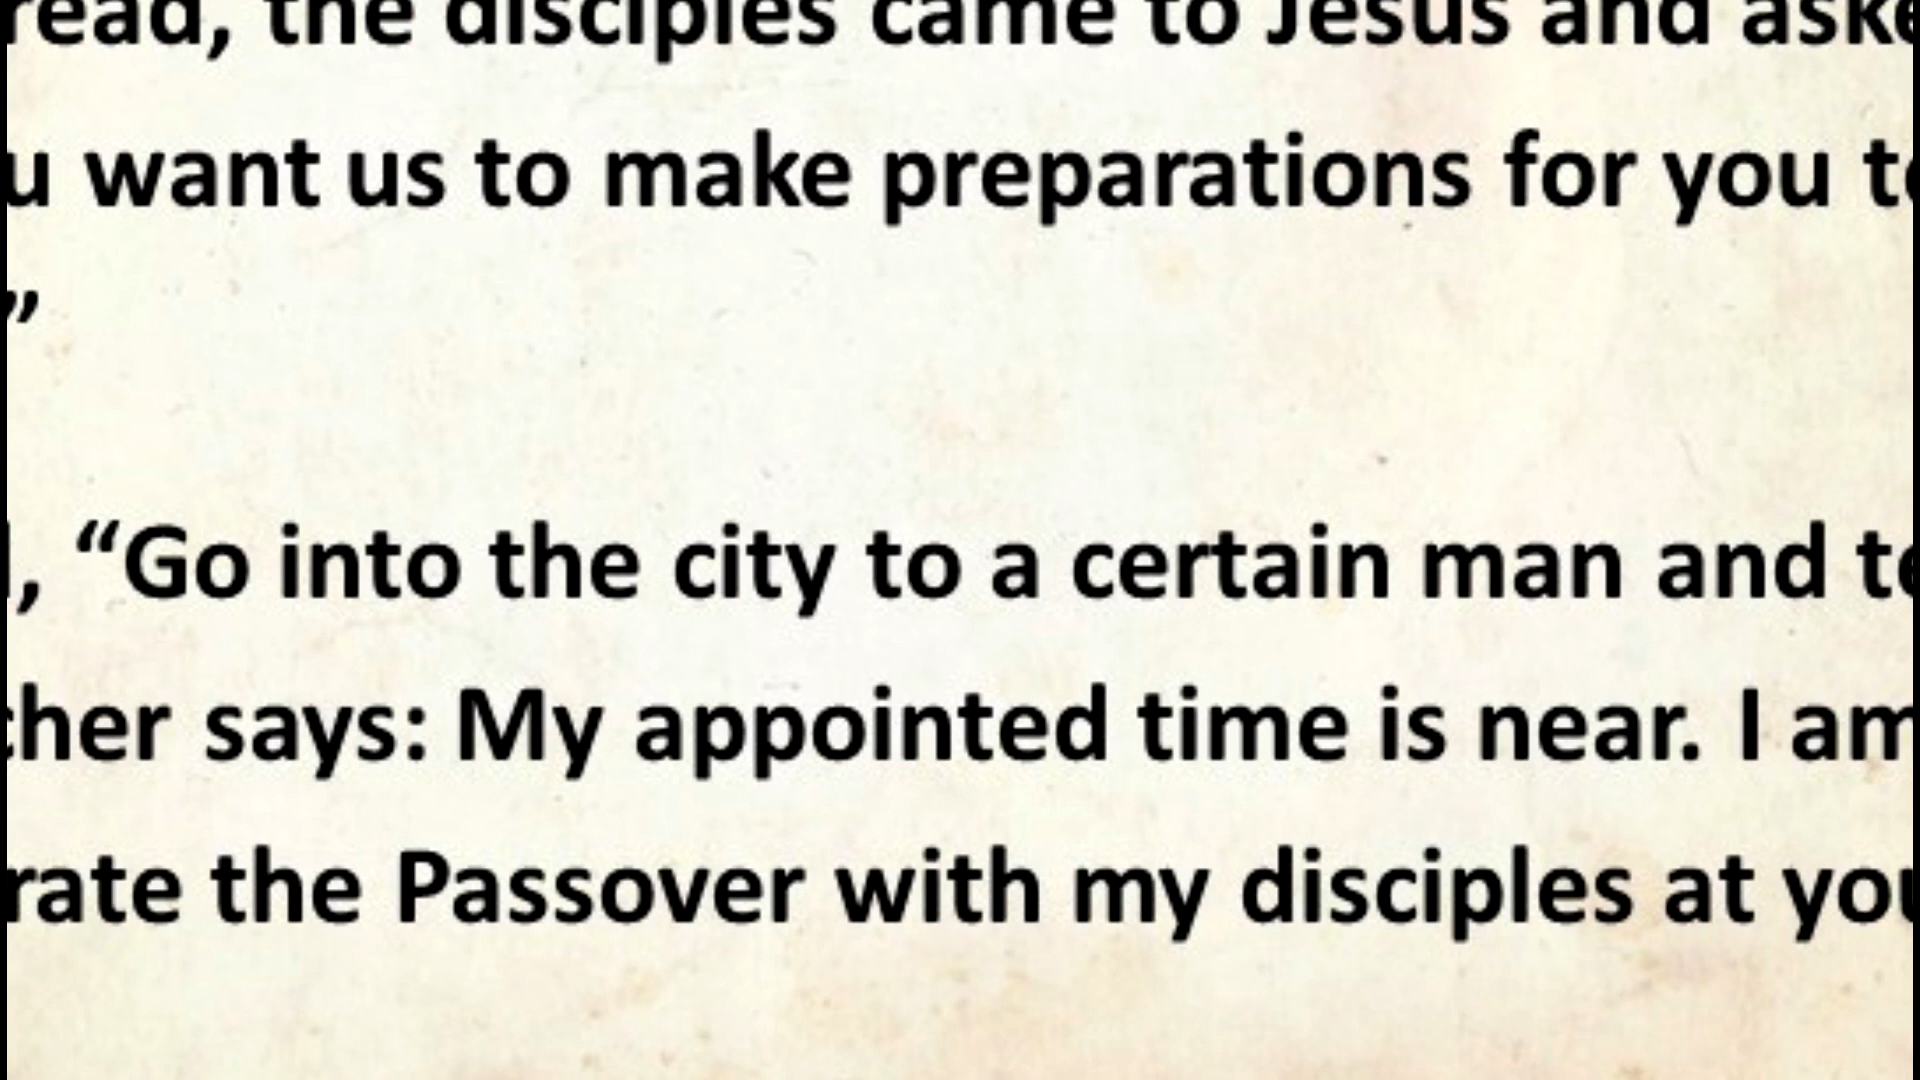 read, the disciples came to Jesus and aske
u want us to make preparations for you to
”
, “Go into the city to a certain man and te
cher says: My appointed time is near. I am
rate the Passover with my disciples at you